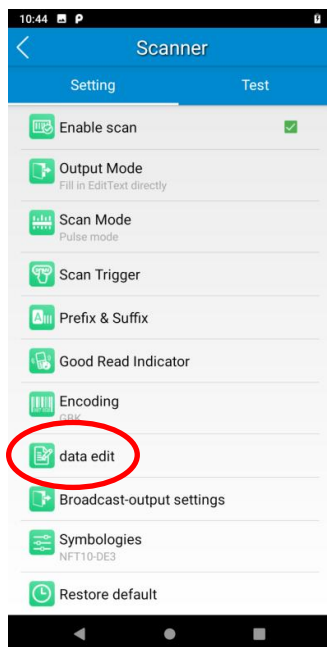 10:44
Scanner
Setting
Test
Enable scan
Output Mode
Fill in EditText directly
Scan Mode
Pulse mode
Scan Trigger
Prefix & Suffix
Good Read Indicator
Encoding
GBK
data edit
Broadcast-output settings
Symbologies
NFT10-DE3
Restore default